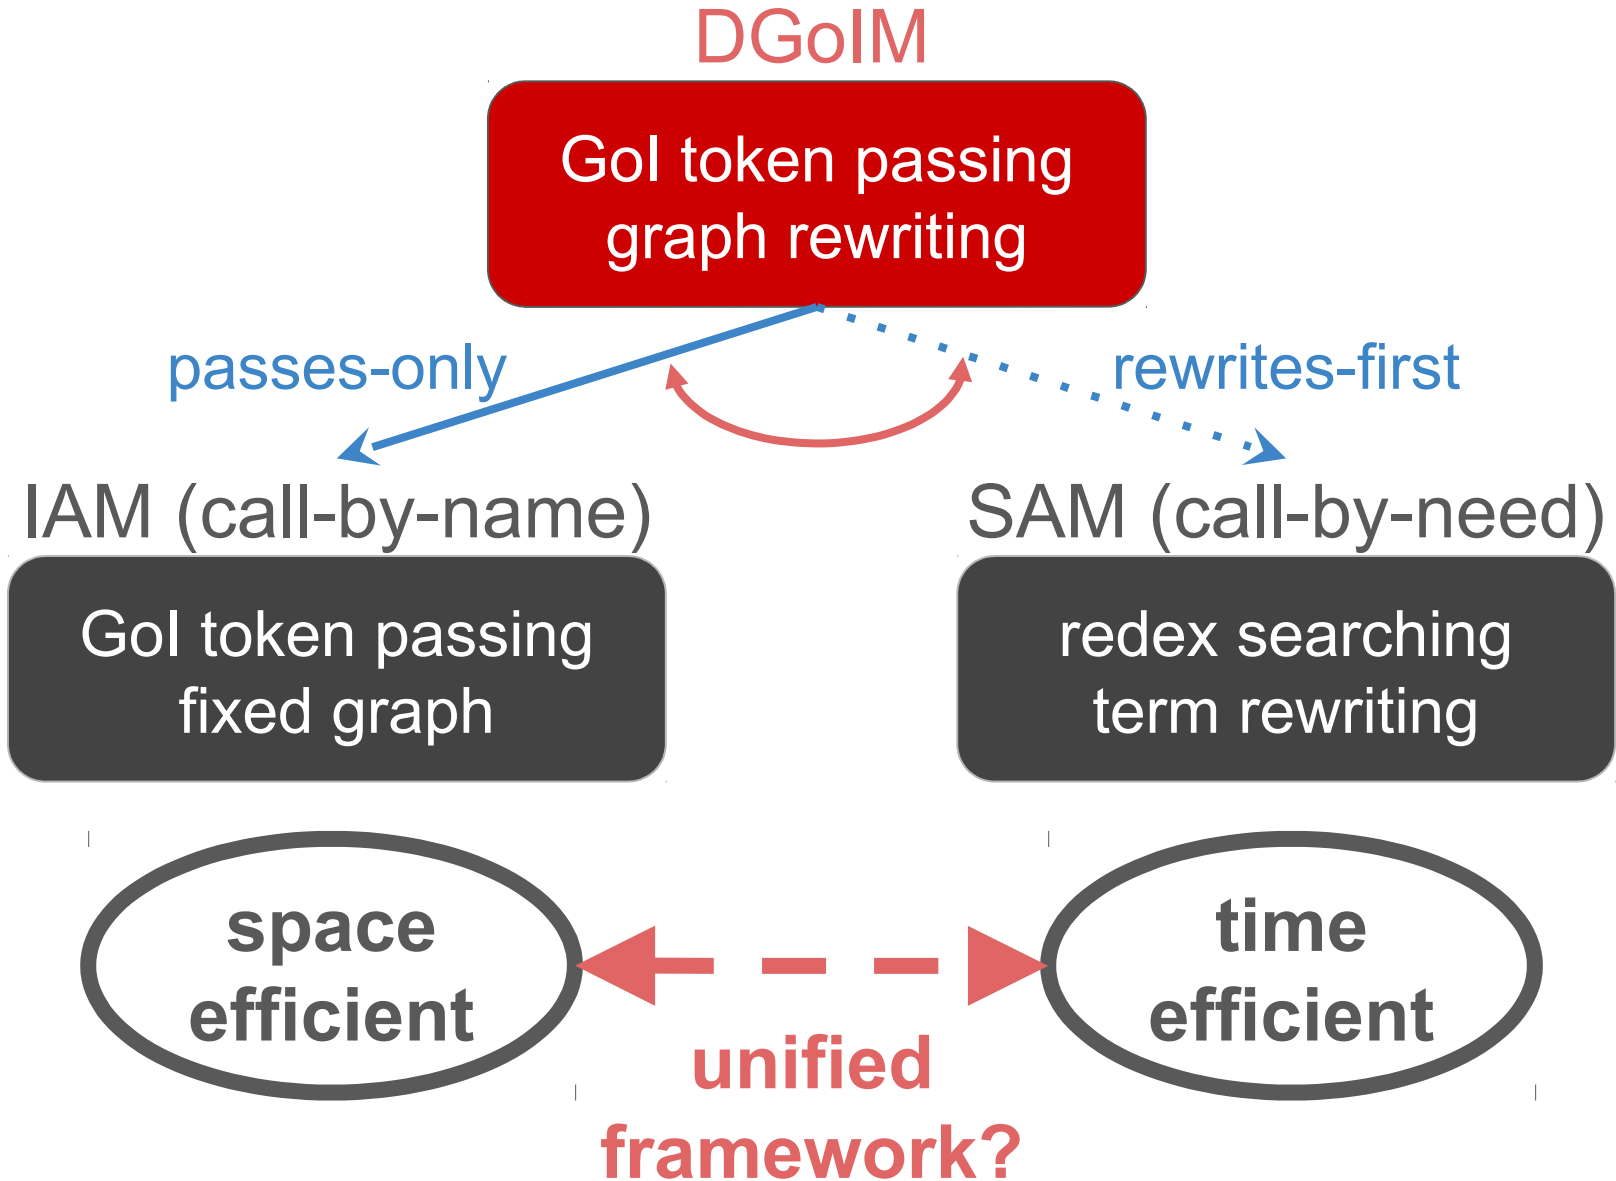 DGoIM
GoI token passing
graph rewriting
passes-only
rewrites-first
IAM (call-by-name)
SAM (call-by-need)
GoI token passing
fixed graph
redex searching
term rewriting
space
efficient
time
efficient
unified
framework?